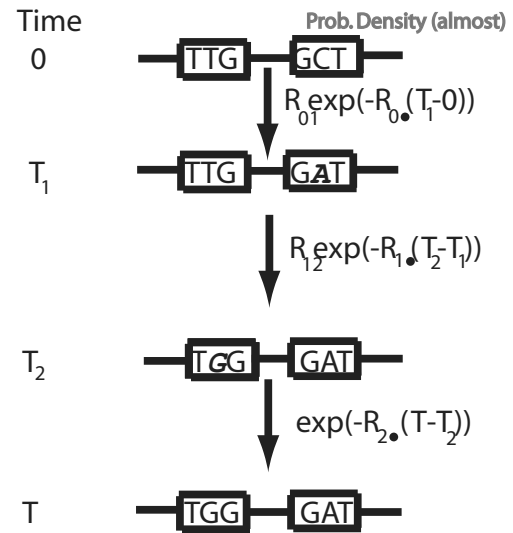 Time Prob. Density (almost)
0 TTG GCT
R01exp(-R0•(T1-0))
T1 TTG GAT
R12exp(-R1•(T2-T1))
T2 TGG GAT
exp(-R2•(T-T2))
T TGG GAT